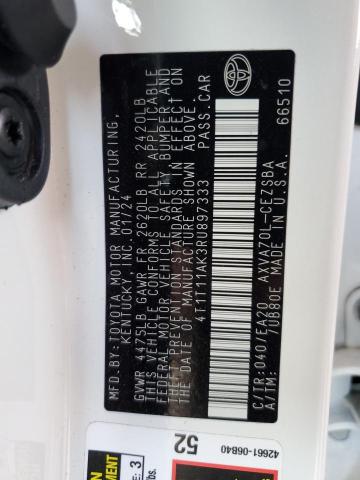 MFD.BY:TOYOTA MOTOR MANUFACTURING,
KENTUCKY, INC. 01/24
GVWR 4475LB GAWR FR 2620LB RR 2420LB
THIS VEHICLE CONFORMS TO ALL APPLICABLE
FEDERAL MOTOR VEHICLE SAFETY, BUMPER, AND
THEFT PREVENTION STANDARDS IN EFFECT ON
THE DATE OF MANUFACTURE SHOWN ABOVE.
4T1T11AK3RU897333 PASS.CAR
C/TR:040/EA20 AXVA70L-CEZSBA
A/TM: /UB80E MADE IN U.S.A. 66510
42661-06B40
52
3